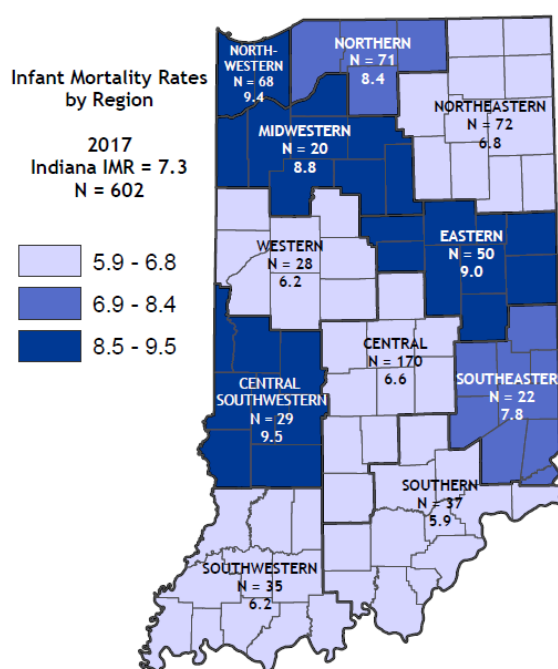 Infant Mortality Rates
by Region
2017
Indiana IMR = 7.3
N = 602
5.9 - 6.8
6.9 - 8.4
8.5 - 9.5
NORTH-
WESTERN
N = 68
9.4
NORTHERN
N = 71
8.4
NORTHEASTERN
N = 72
6.8
MIDWESTERN
N = 20
8.8
WESTERN
N = 28
6.2
EASTERN
N = 50
9.0
CENTRAL
N = 170
6.6
CENTRAL
SOUTHWESTERN
N = 29
9.5
SOUTHEASTERN
N = 22
7.8
SOUTHERN
N = 37
5.9
SOUTHWESTERN
N = 35
6.2